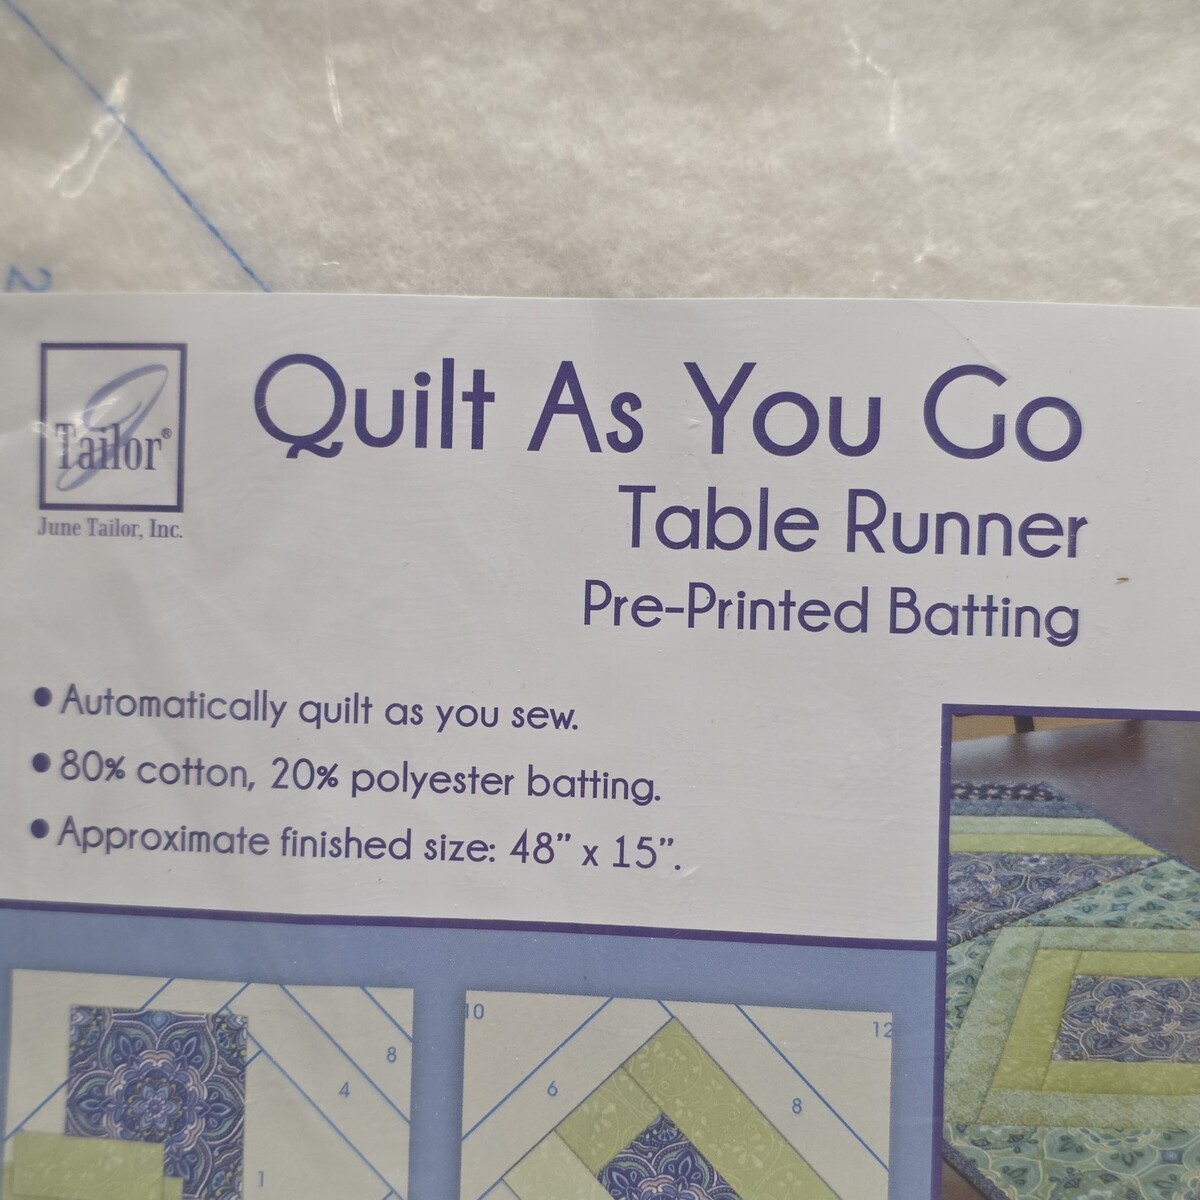 2
Tailor®
June Tailor, Inc.
Quilt As You Go
Table Runner
Pre-Printed Batting
• Automatically quilt as you sew.
• 80% cotton, 20% polyester batting.
• Approximate finished size: 48” x 15”.
8
4
1
10
12
6
8